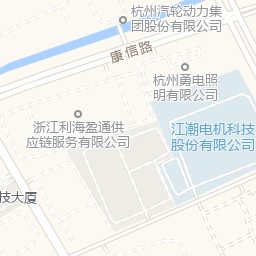 杭州汽轮动力集
团股份有限公司
康信路
杭州勇电照
明有限公司
浙江利海盈通供
应链服务有限公司
江潮电机科技
股份有限公司
技大厦